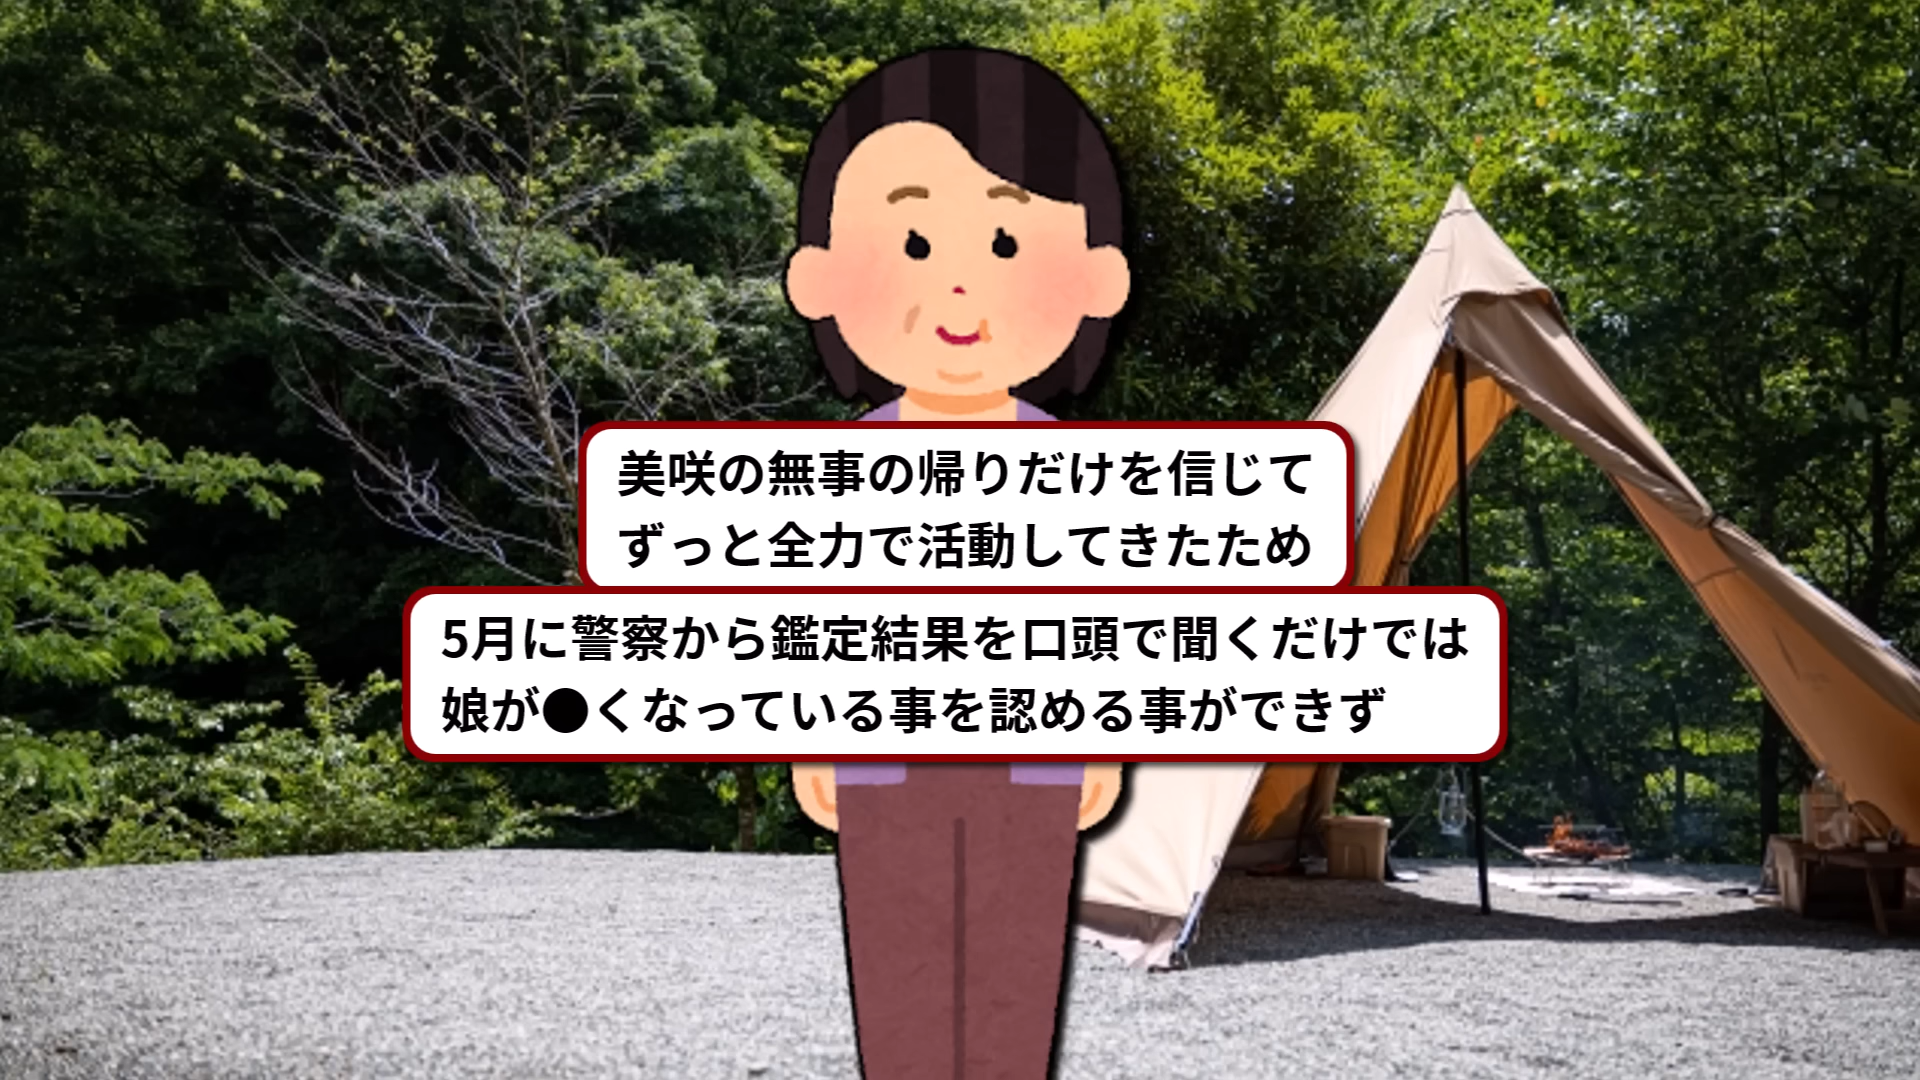 美咲の無事の帰りだけを信じて
ずっと全力で活動してきたため
5月に警察から鑑定結果を口頭で聞くだけでは
娘が●くなっている事を認める事ができず